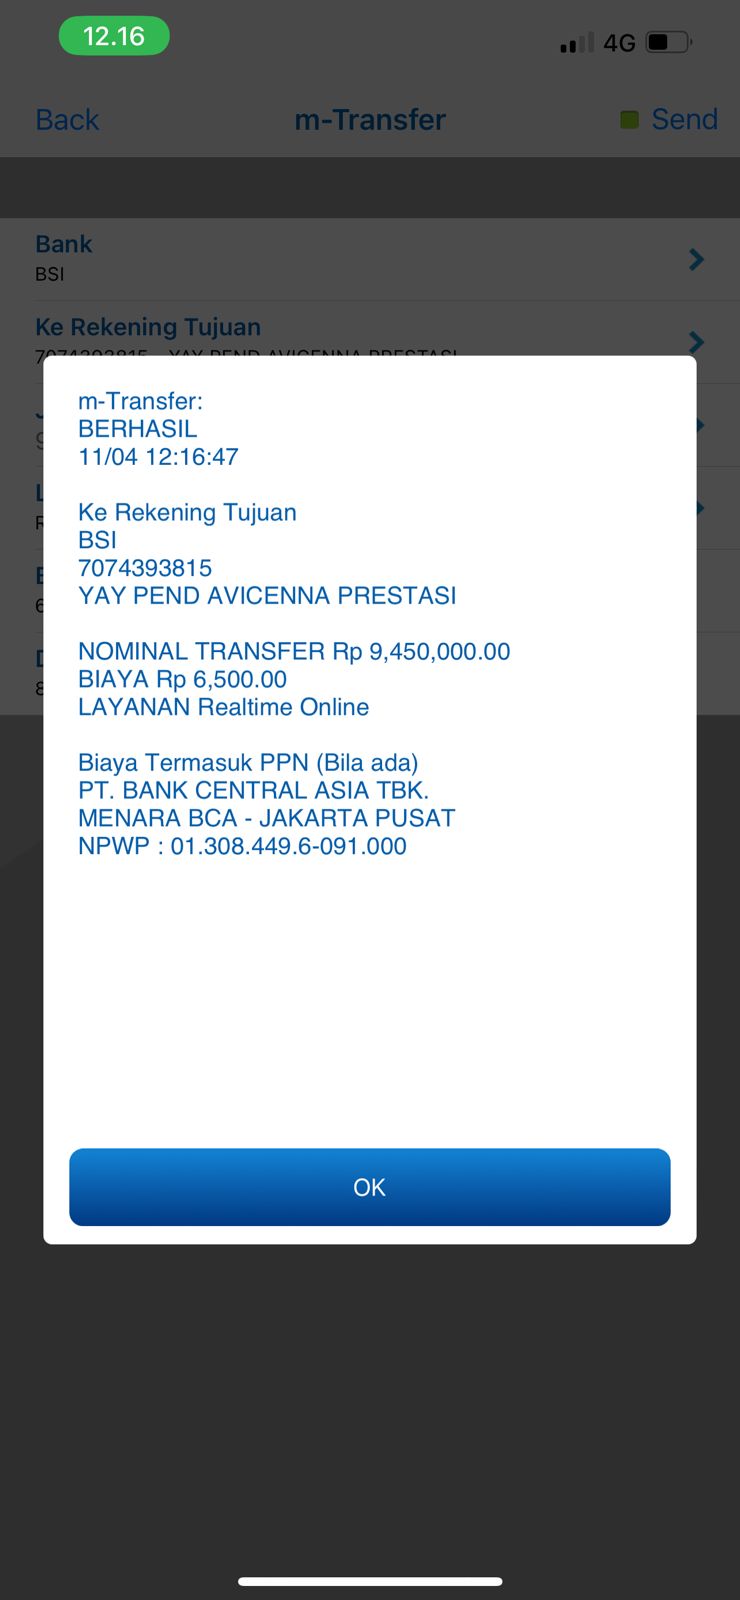 12.16
4G
Back
m-Transfer
Send
Bank
BSI
Ke Rekening Tujuan
m-Transfer:
BERHASIL
11/04 12:16:47
Ke Rekening Tujuan
BSI
7074393815
YAY PEND AVICENNA PRESTASI
NOMINAL TRANSFER Rp 9,450,000.00
BIAYA Rp 6,500.00
LAYANAN Realtime Online
Biaya Termasuk PPN (Bila ada)
PT. BANK CENTRAL ASIA TBK.
MENARA BCA - JAKARTA PUSAT
NPWP : 01.308.449.6-091.000
OK